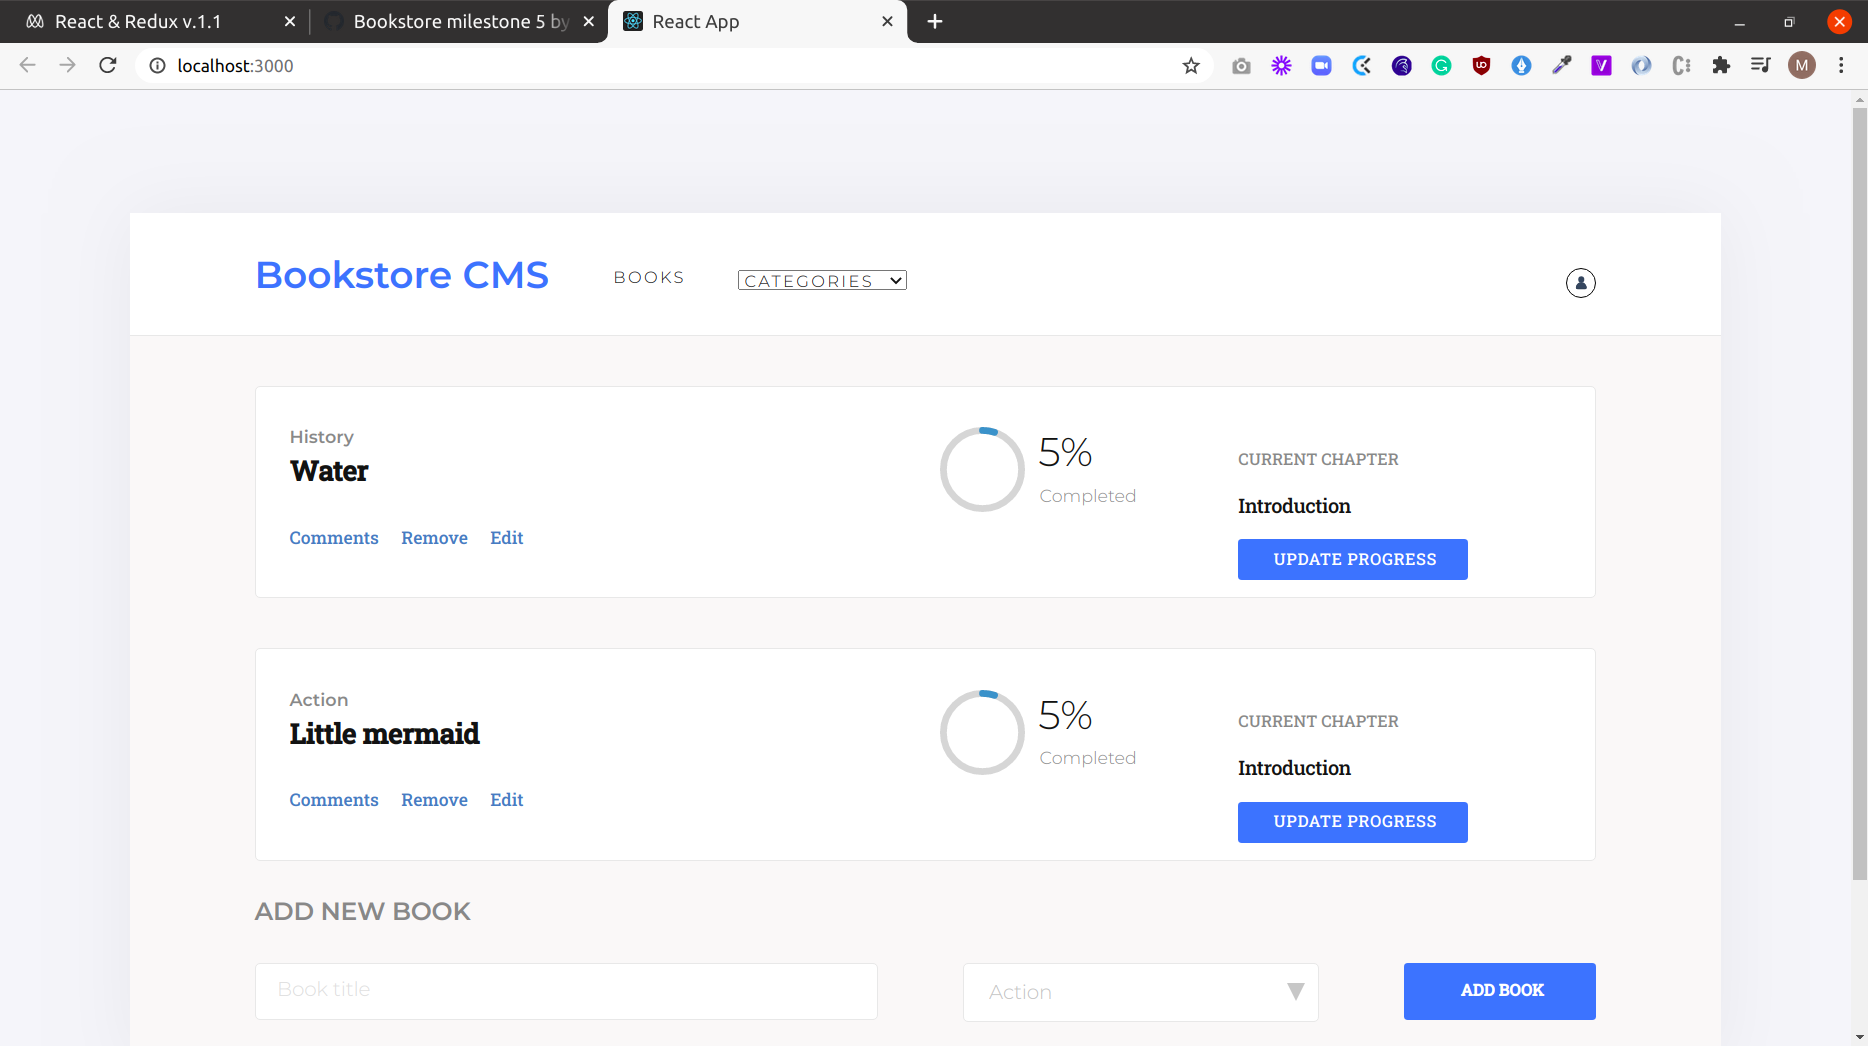 React & Redux v.1.1
Bookstore milestone 5 by
React App
localhost:3000
M
Bookstore CMS
BOOKS
CATEGORIES
History
Water
Comments Remove Edit
5%
Completed
CURRENT CHAPTER
Introduction
UPDATE PROGRESS
Action
Little mermaid
Comments Remove Edit
5%
Completed
CURRENT CHAPTER
Introduction
UPDATE PROGRESS
ADD NEW BOOK
Book title
Action
ADD BOOK